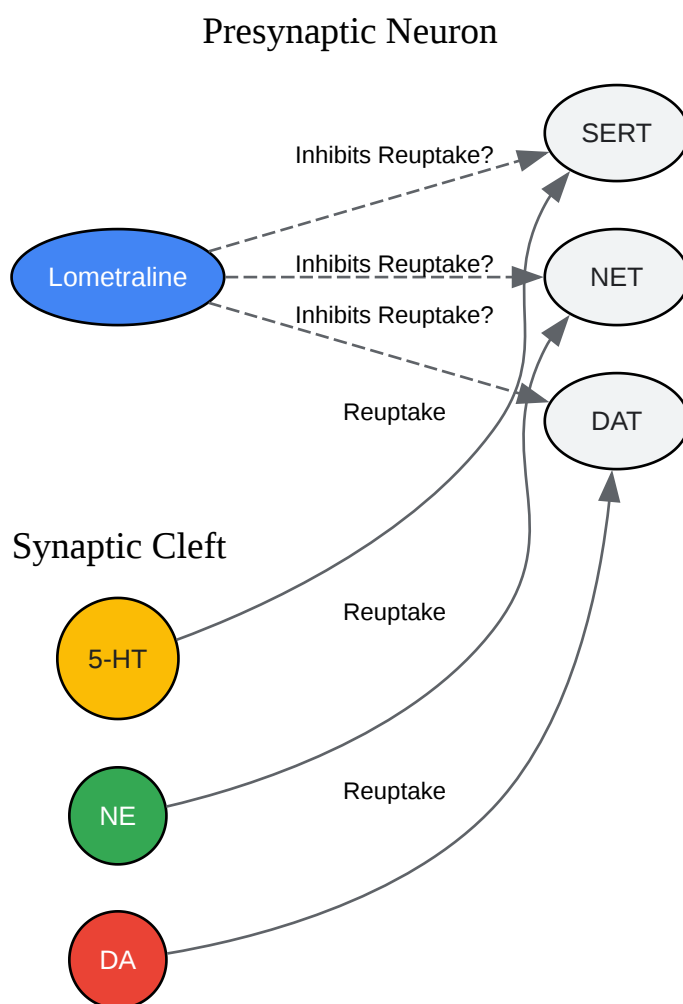 Presynaptic Neuron
SERT
Inhibits Reuptake?
Lometraline
Inhibits Reuptake?
NET
Inhibits Reuptake?
Reuptake
DAT
Synaptic Cleft
Reuptake
5-HT
Reuptake
NE
DA